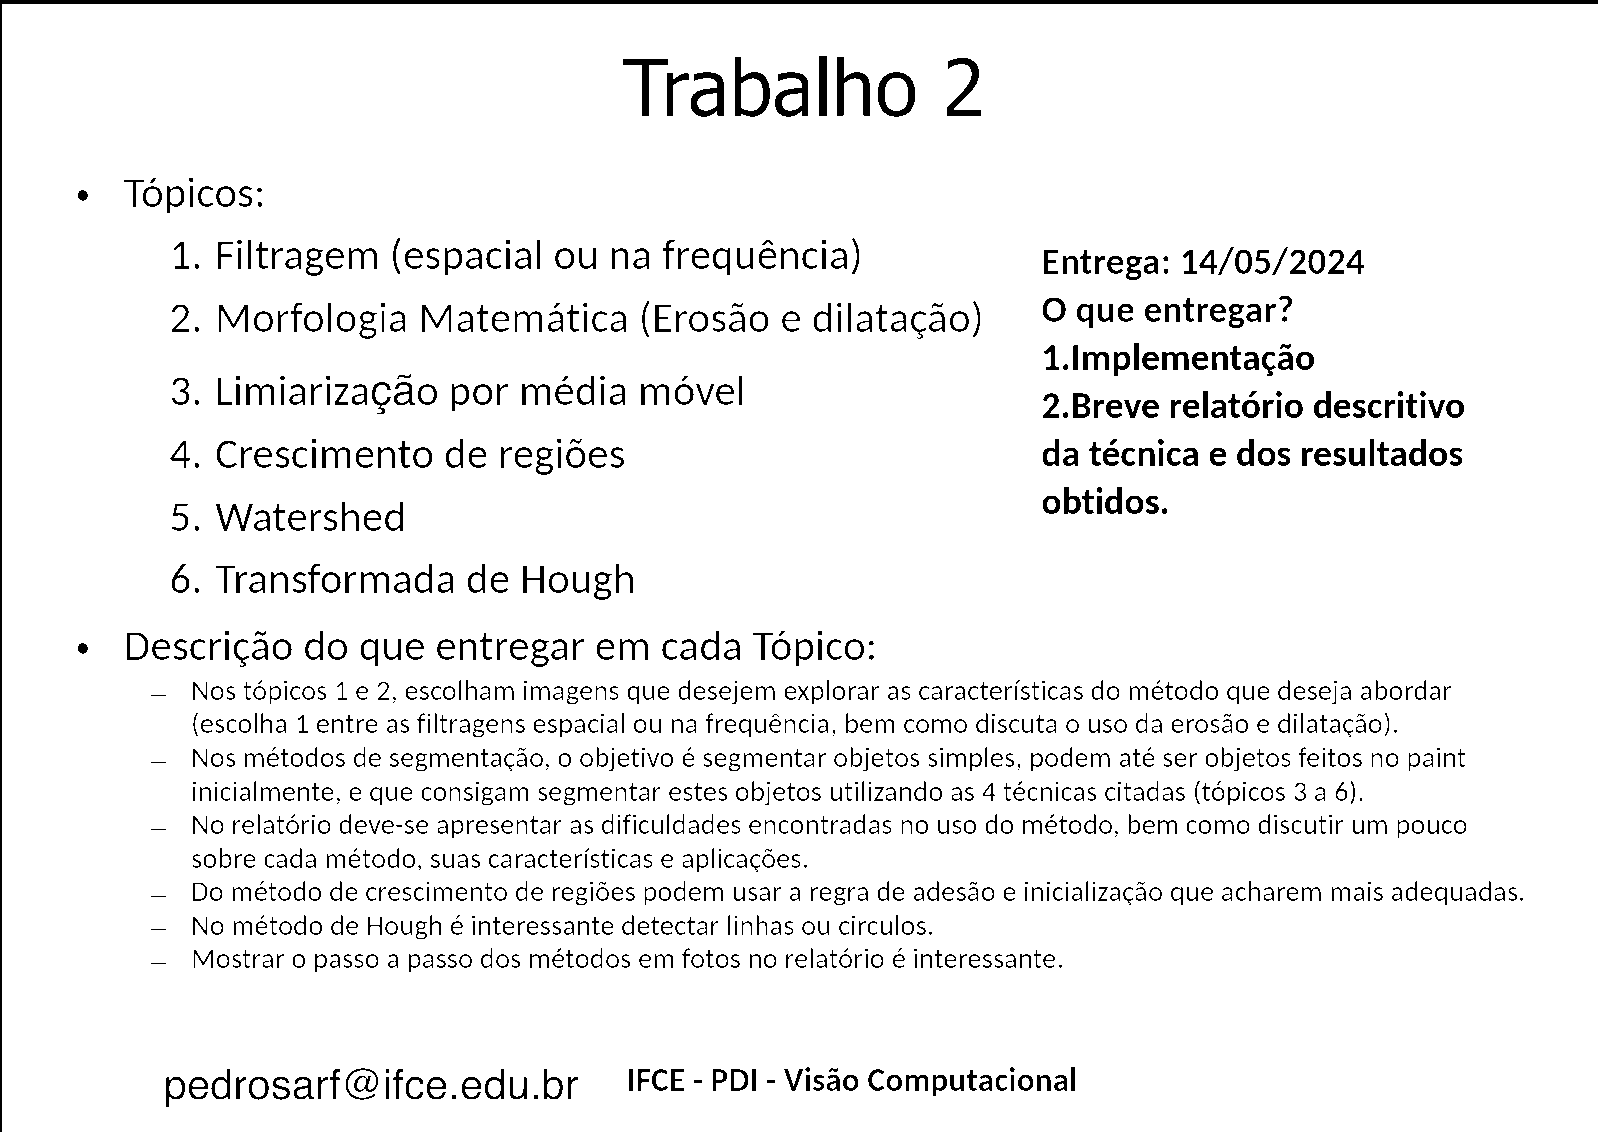 Trabalho 2
• Tópicos:
1. Filtragem (espacial ou na frequência)
2. Morfologia Matemática (Erosão e dilatação)
3. Limiarização por média móvel
4. Crescimento de regiões
5. Watershed
6. Transformada de Hough
Entrega: 14/05/2024
O que entregar?
1.Implementação
2.Breve relatório descritivo
da técnica e dos resultados
obtidos.
• Descrição do que entregar em cada Tópico:
– Nos tópicos 1 e 2, escolham imagens que desejem explorar as características do método que deseja abordar
(escolha 1 entre as filtragens espacial ou na frequência, bem como discuta o uso da erosão e dilatação).
– Nos métodos de segmentação, o objetivo é segmentar objetos simples, podem até ser objetos feitos no paint
inicialmente, e que consigam segmentar estes objetos utilizando as 4 técnicas citadas (tópicos 3 a 6).
– No relatório deve-se apresentar as dificuldades encontradas no uso do método, bem como discutir um pouco
sobre cada método, suas características e aplicações.
– Do método de crescimento de regiões podem usar a regra de adesão e inicialização que acharem mais adequadas.
– No método de Hough é interessante detectar linhas ou circulos.
– Mostrar o passo a passo dos métodos em fotos no relatório é interessante.
pedrosarf@ifce.edu.br IFCE - PDI - Visão Computacional